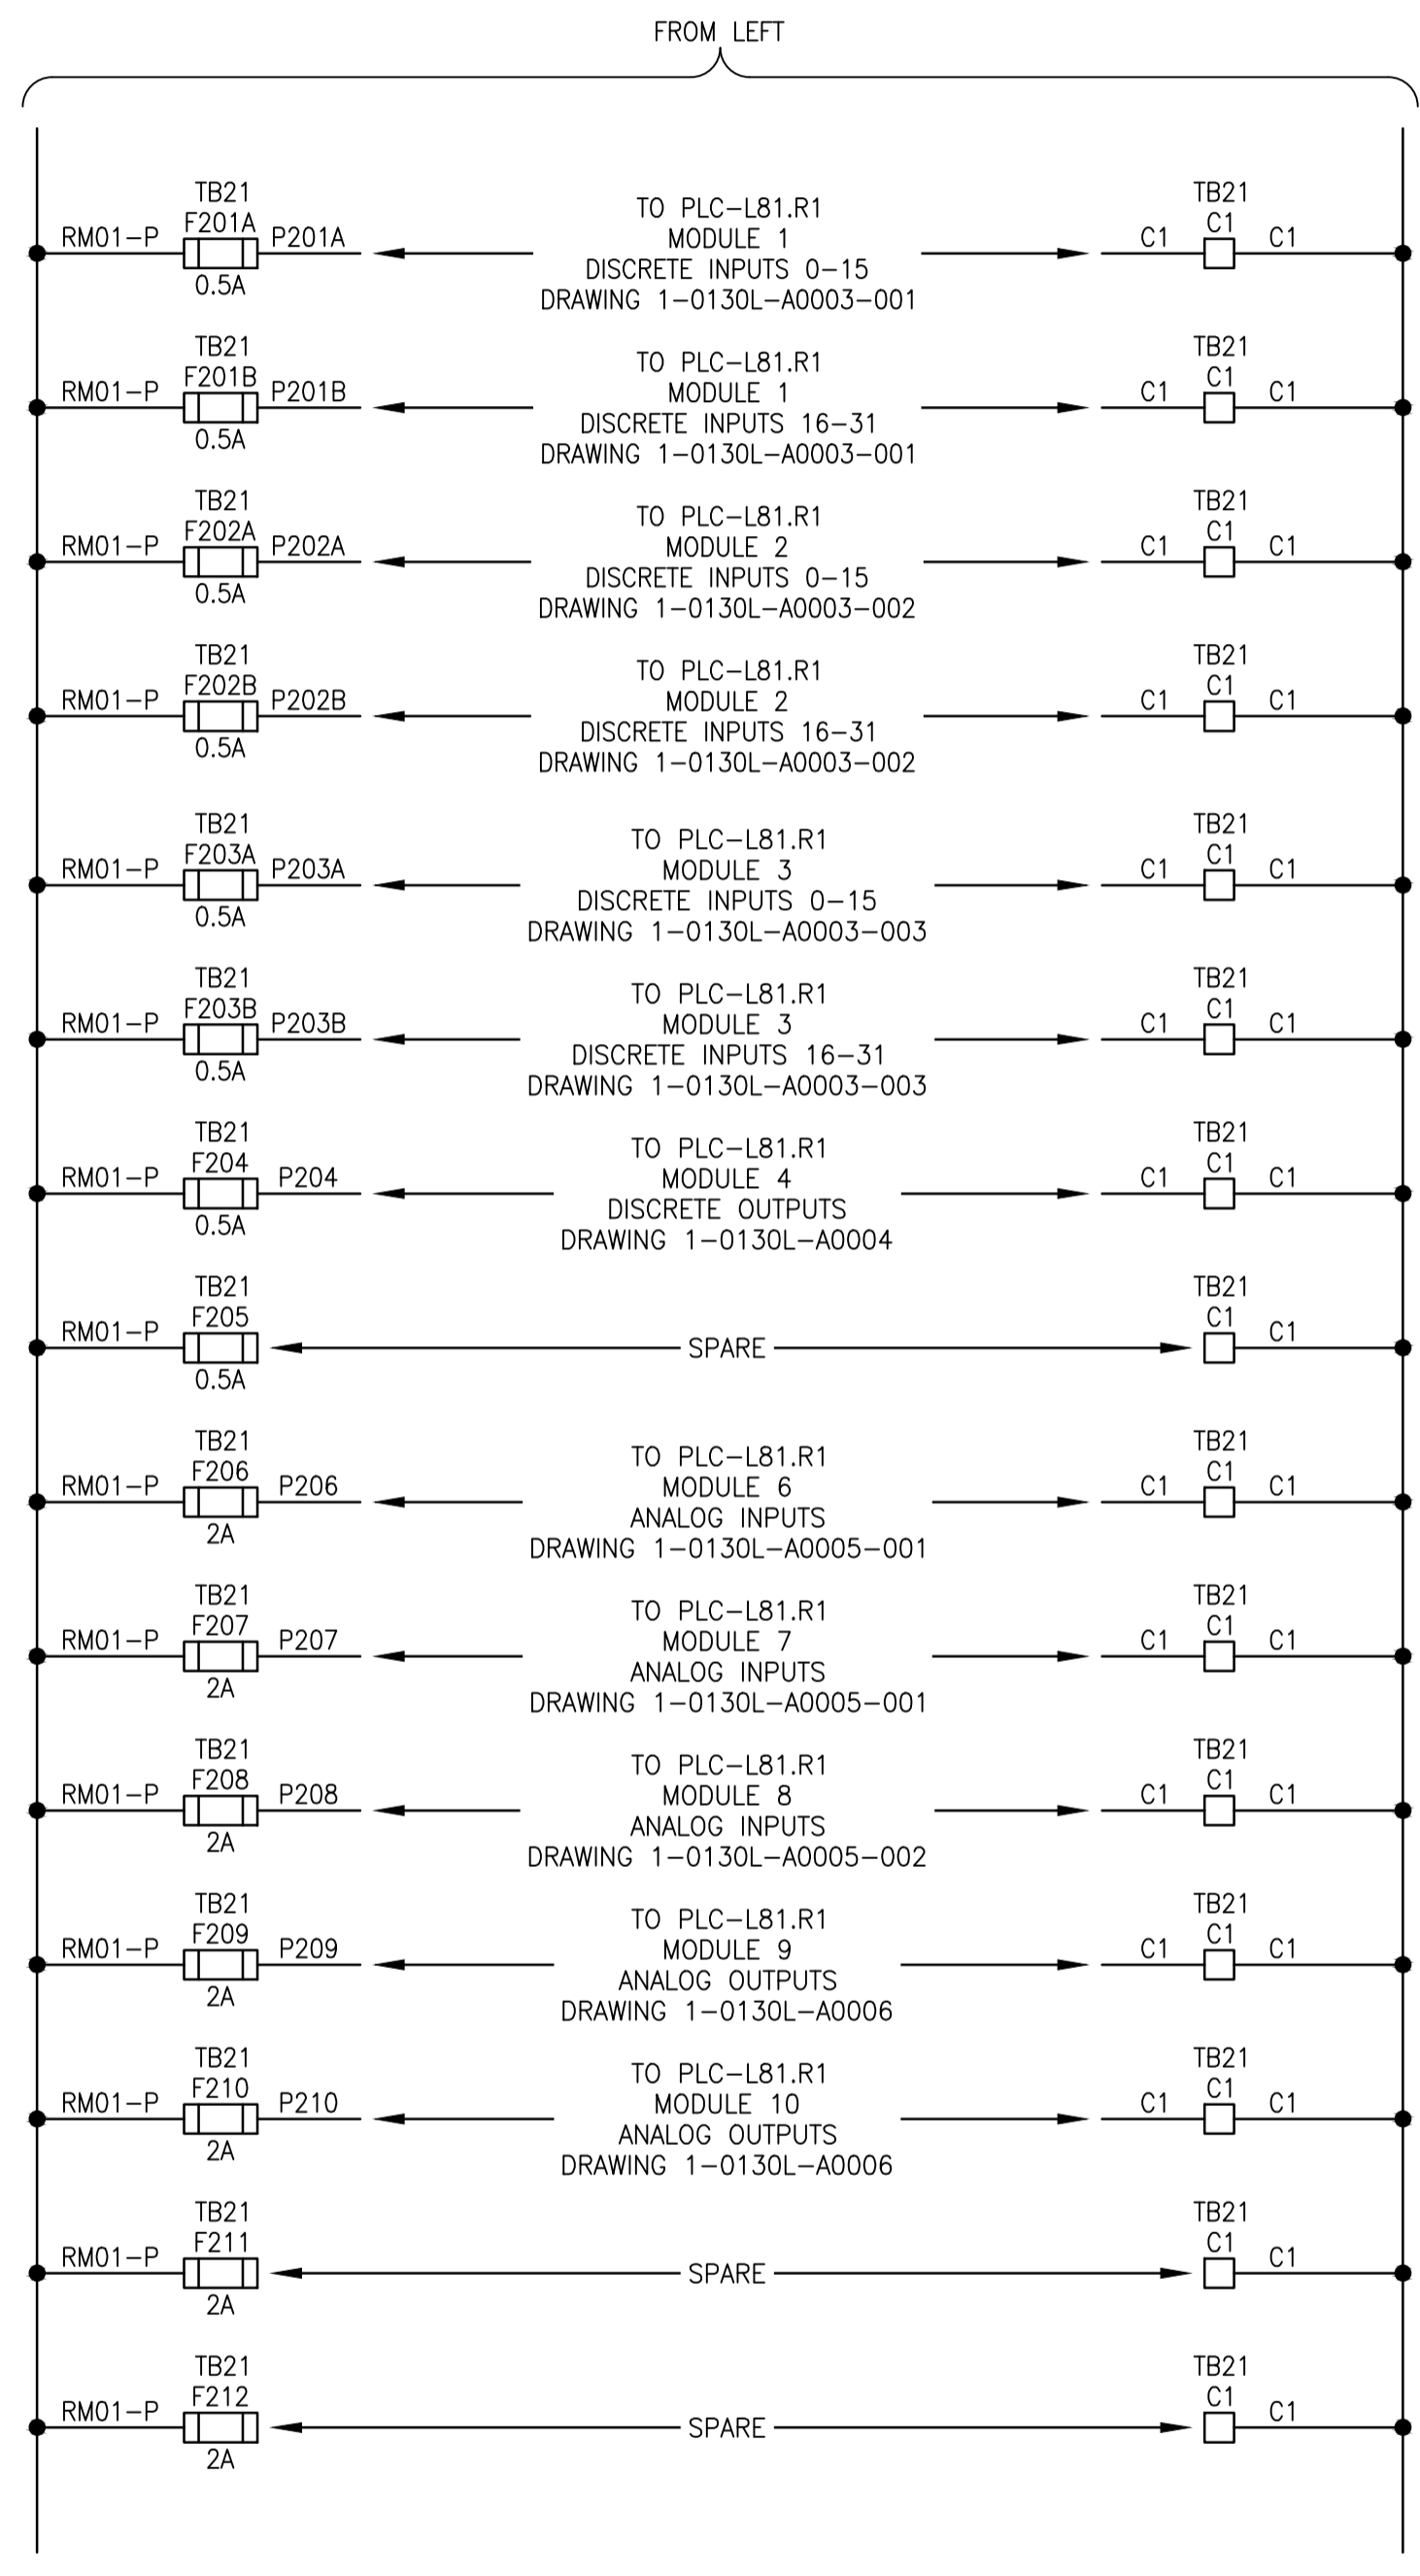 FROM LEFT
TB21
F201A
RM01-P
P201A
0.5A
TO PLC-L81.R1
MODULE 1
DISCRETE INPUTS 0-15
DRAWING 1-0130L-A0003-001
TB21
C1
C1
C1
TB21
F201B
RM01-P
P201B
0.5A
TO PLC-L81.R1
MODULE 1
DISCRETE INPUTS 16-31
DRAWING 1-0130L-A0003-001
TB21
C1
C1
C1
TB21
F202A
RM01-P
P202A
0.5A
TO PLC-L81.R1
MODULE 2
DISCRETE INPUTS 0-15
DRAWING 1-0130L-A0003-002
TB21
C1
C1
C1
TB21
F202B
RM01-P
P202B
0.5A
TO PLC-L81.R1
MODULE 2
DISCRETE INPUTS 16-31
DRAWING 1-0130L-A0003-002
TB21
C1
C1
C1
TB21
F203A
RM01-P
P203A
0.5A
TO PLC-L81.R1
MODULE 3
DISCRETE INPUTS 0-15
DRAWING 1-0130L-A0003-003
TB21
C1
C1
C1
TB21
F203B
RM01-P
P203B
0.5A
TO PLC-L81.R1
MODULE 3
DISCRETE INPUTS 16-31
DRAWING 1-0130L-A0003-003
TB21
C1
C1
C1
TB21
F204
RM01-P
P204
0.5A
TO PLC-L81.R1
MODULE 4
DISCRETE OUTPUTS
DRAWING 1-0130L-A0004
TB21
C1
C1
C1
TB21
F205
RM01-P
0.5A
SPARE
TB21
C1
C1
TB21
F206
RM01-P
P206
2A
TO PLC-L81.R1
MODULE 6
ANALOG INPUTS
DRAWING 1-0130L-A0005-001
TB21
C1
C1
C1
TB21
F207
RM01-P
P207
2A
TO PLC-L81.R1
MODULE 7
ANALOG INPUTS
DRAWING 1-0130L-A0005-001
TB21
C1
C1
C1
TB21
F208
RM01-P
P208
2A
TO PLC-L81.R1
MODULE 8
ANALOG INPUTS
DRAWING 1-0130L-A0005-002
TB21
C1
C1
C1
TB21
F209
RM01-P
P209
2A
TO PLC-L81.R1
MODULE 9
ANALOG OUTPUTS
DRAWING 1-0130L-A0006
TB21
C1
C1
C1
TB21
F210
RM01-P
P210
2A
TO PLC-L81.R1
MODULE 10
ANALOG OUTPUTS
DRAWING 1-0130L-A0006
TB21
C1
C1
C1
TB21
F211
RM01-P
2A
SPARE
TB21
C1
C1
TB21
F212
RM01-P
2A
SPARE
TB21
C1
C1